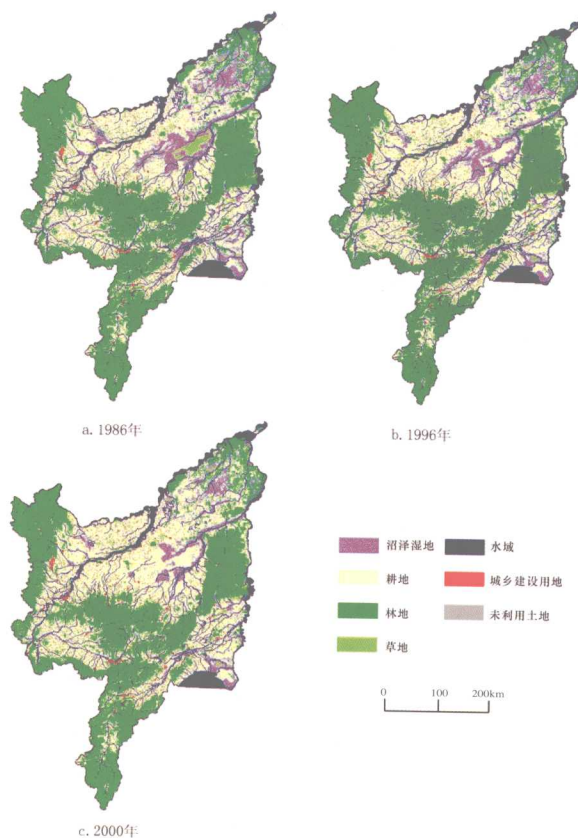 a. 1986年
b. 1996年
沼泽湿地
水域
耕地
城乡建设用地
林地
未利用土地
草地
0 100 200km
c. 2000年